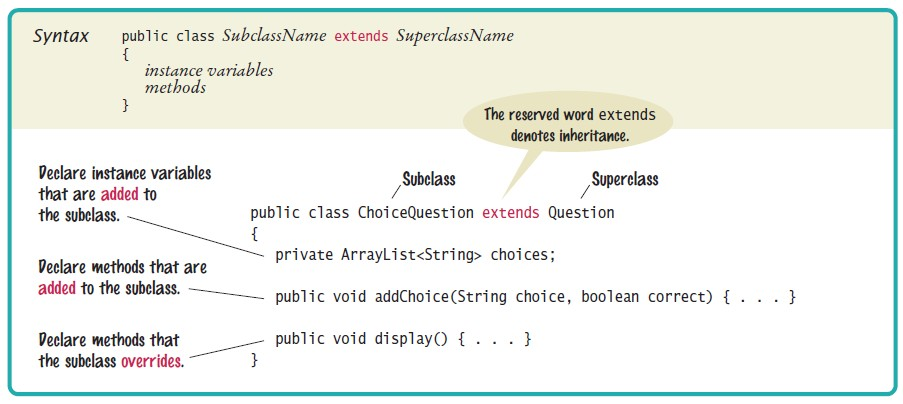 Syntax
public class SubclassName extends SuperclassName
{
instance variables
methods
}
The reserved word extends
denotes inheritance.
Declare instance variables
that are added to
the subclass.
Subclass
Superclass
public class ChoiceQuestion extends Question
{
private ArrayList<String> choices;
Declare methods that are
added to the subclass.
public void addChoice(String choice, boolean correct) { . . . }
Declare methods that
the subclass overrides.
public void display() { . . . }
}